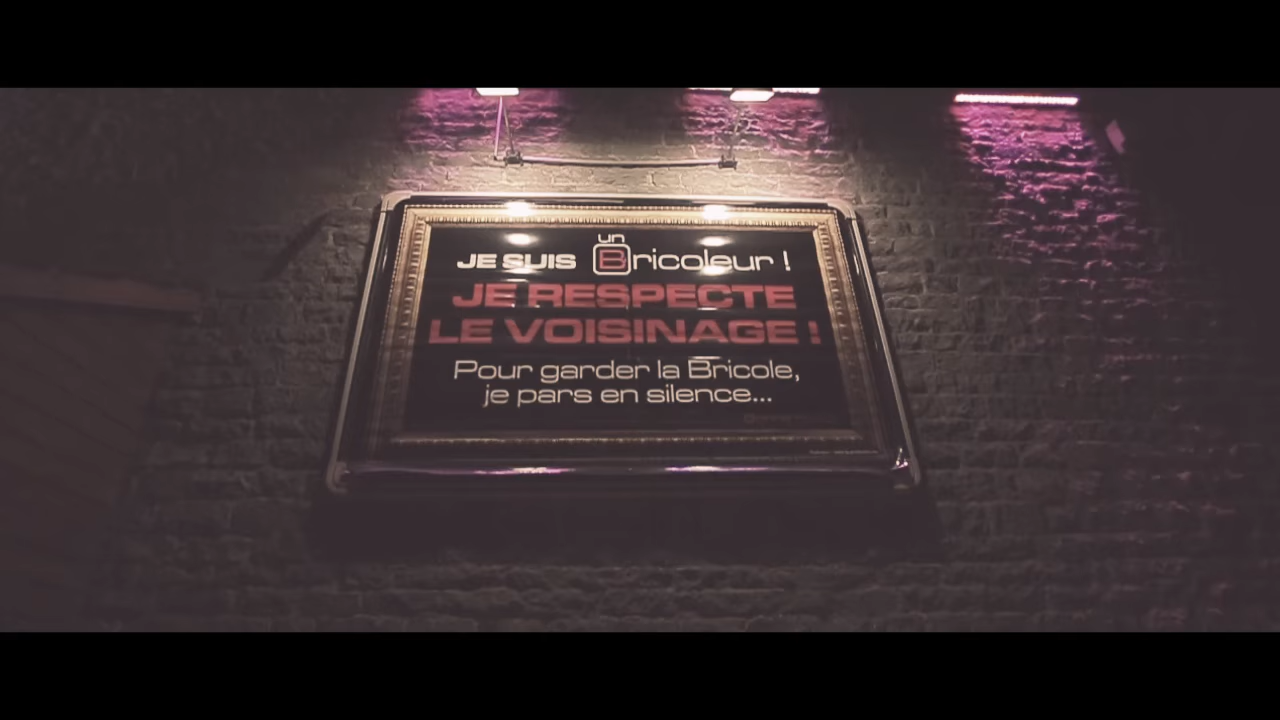 JE SUIS un Bricoleur !
JE RESPECTE
LE VOISINAGE !
Pour garder la Bricole,
je pars en silence...